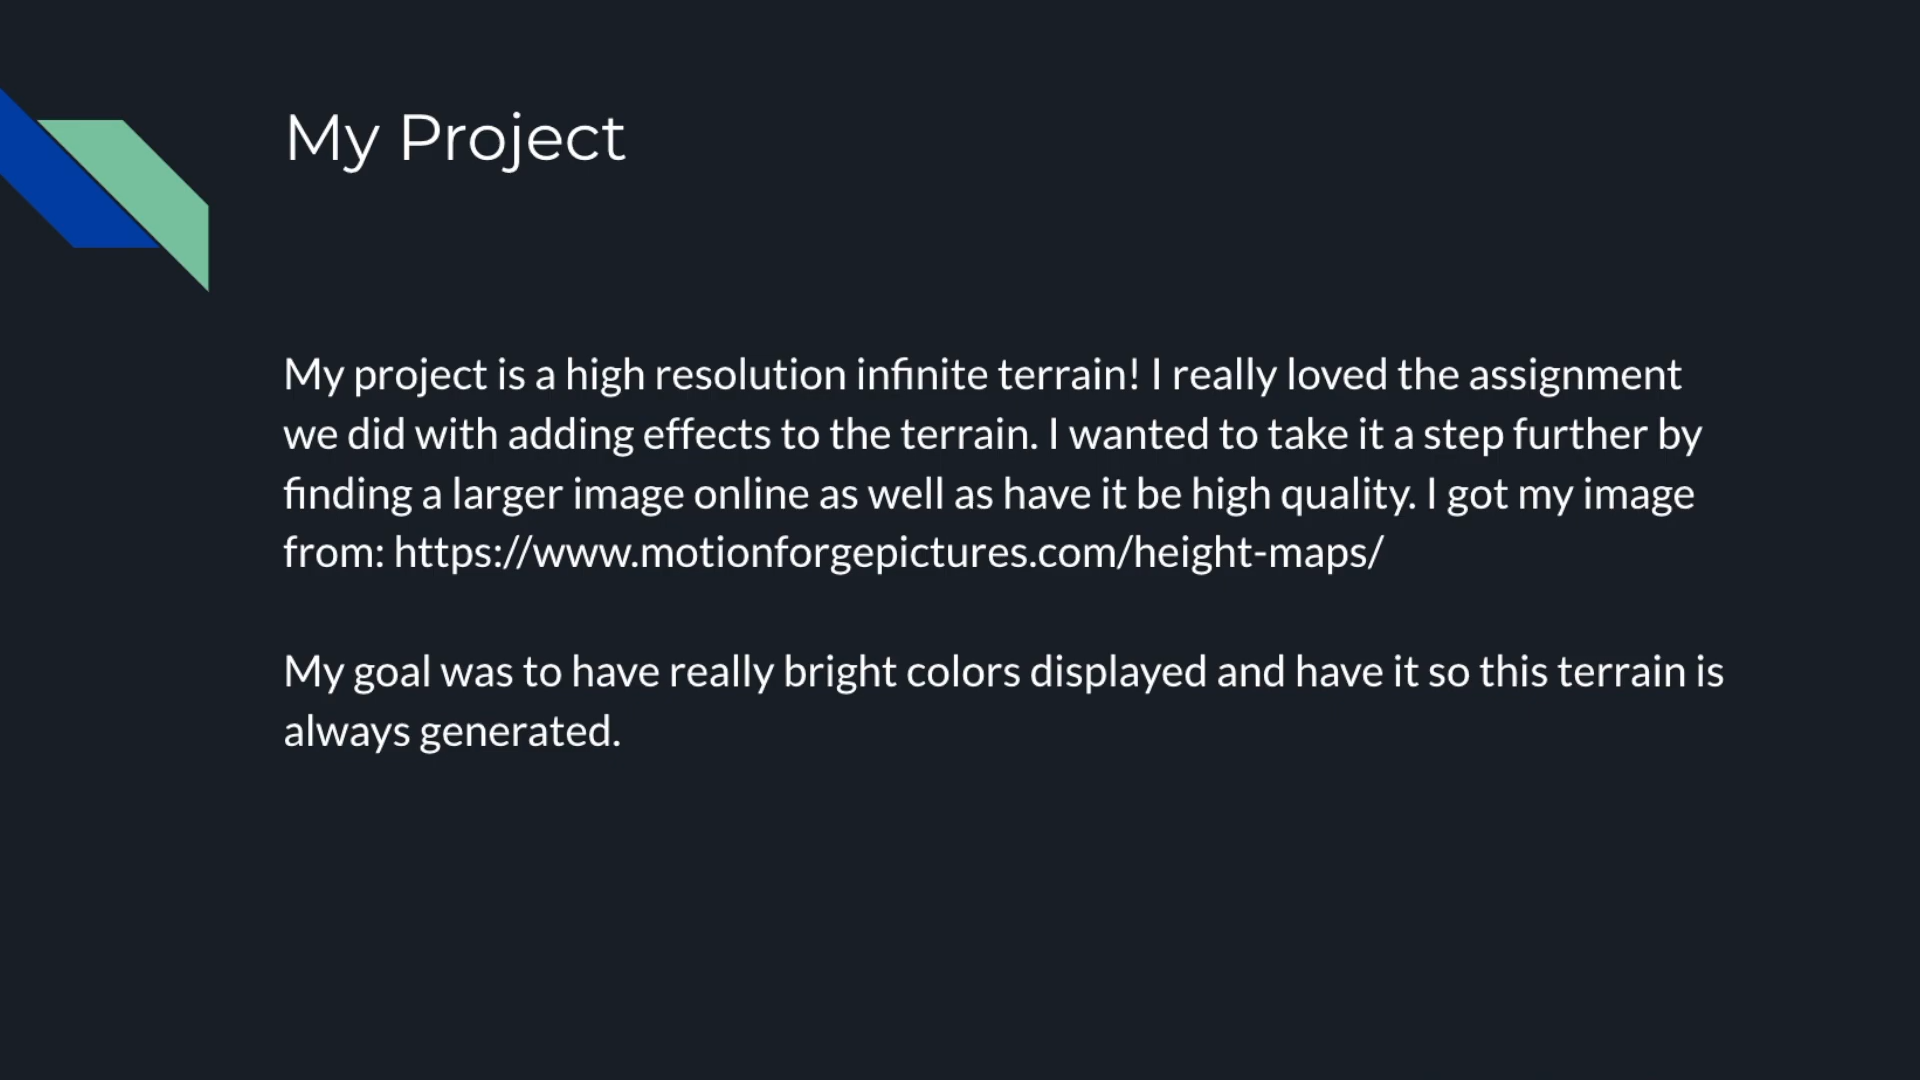 My Project
My project is a high resolution infinite terrain! I really loved the assignment
we did with adding effects to the terrain. I wanted to take it a step further by
finding a larger image online as well as have it be high quality. I got my image
from: https://www.motionforgepictures.com/height-maps/
My goal was to have really bright colors displayed and have it so this terrain is
always generated.